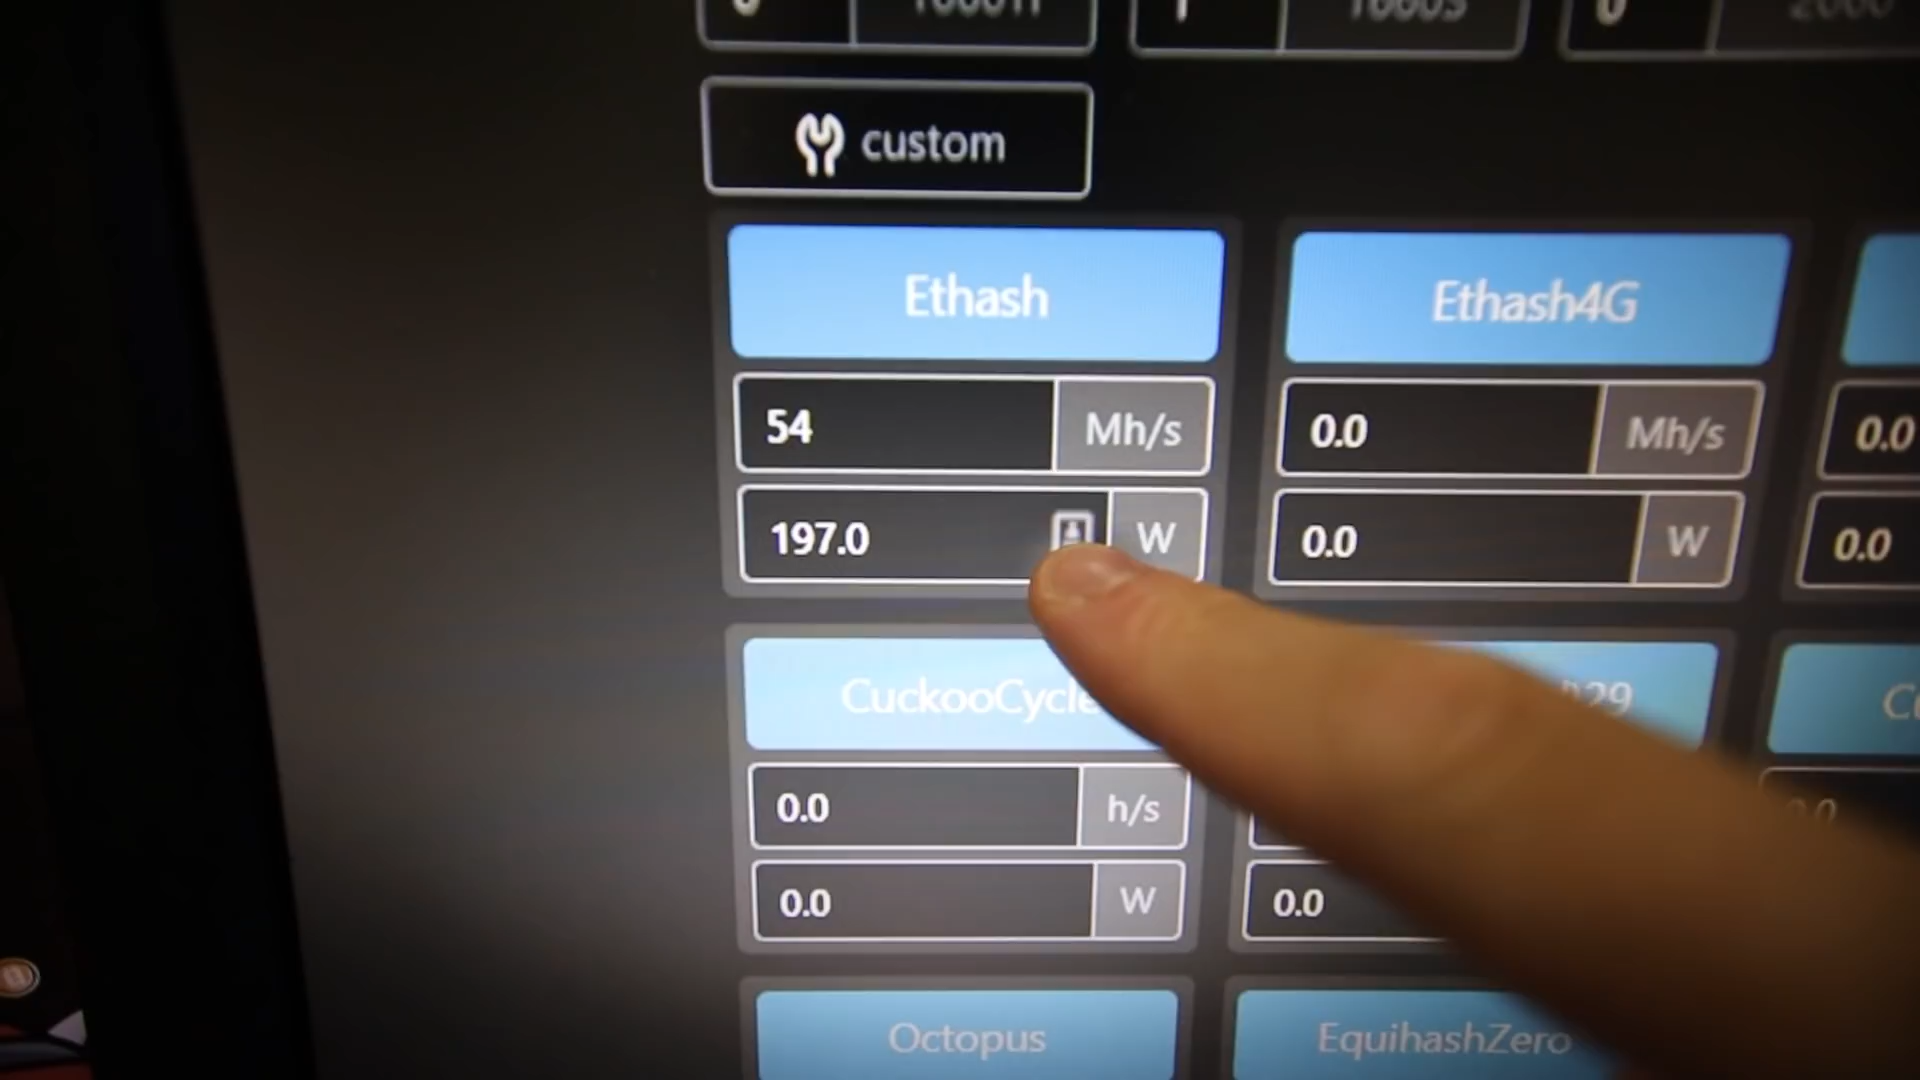 custom
Ethash Ethash4G
54 Mh/s 0.0 Mh/s 0.0
197.0 W 0.0 W 0.0
CuckooCycle
0.0 h/s
0.0 W 0.0
Octopus EquihashZero